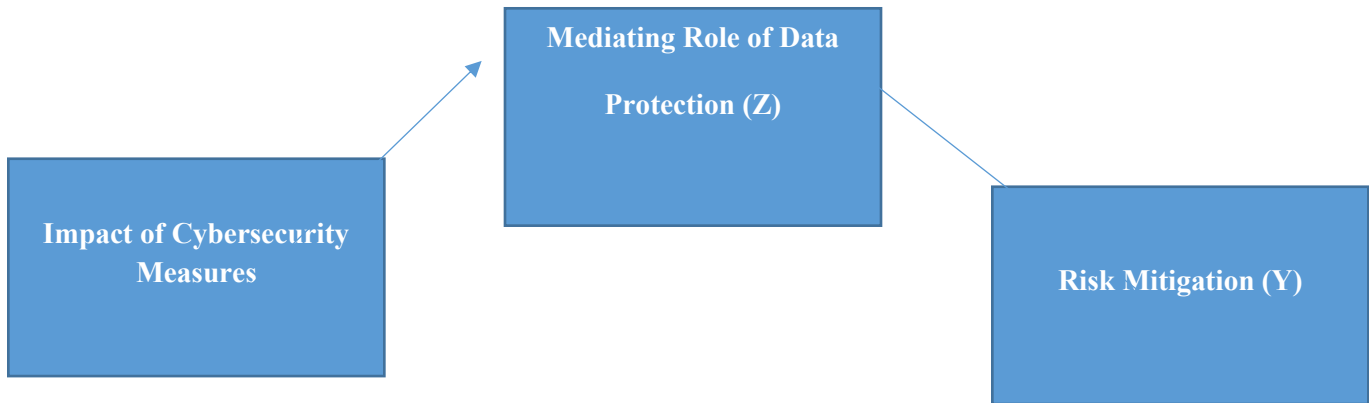 Mediating Role of Data
Protection (Z)
Impact of Cybersecurity
Measures
Risk Mitigation (Y)